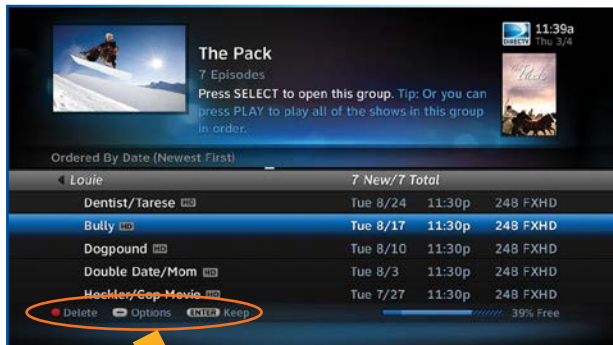 11:39a
DIRECTV Thu 3/4
The Pack
7 Episodes
Press SELECT to open this group. Tip: Or you can
press PLAY to play all of the shows in this group
in order.
Ordered By Date (Newest First)
Louie 7 New/7 Total
Dentist/Tarese HD Tue 8/24 11:30p 248 FXHD
Bully HD Tue 8/17 11:30p 248 FXHD
Dogpound HD Tue 8/10 11:30p 248 FXHD
Double Date/Mom HD Tue 8/3 11:30p 248 FXHD
Heckler/Cop Movie HD Tue 7/27 11:30p 248 FXHD
Delete Options ENTER Keep 39% Free